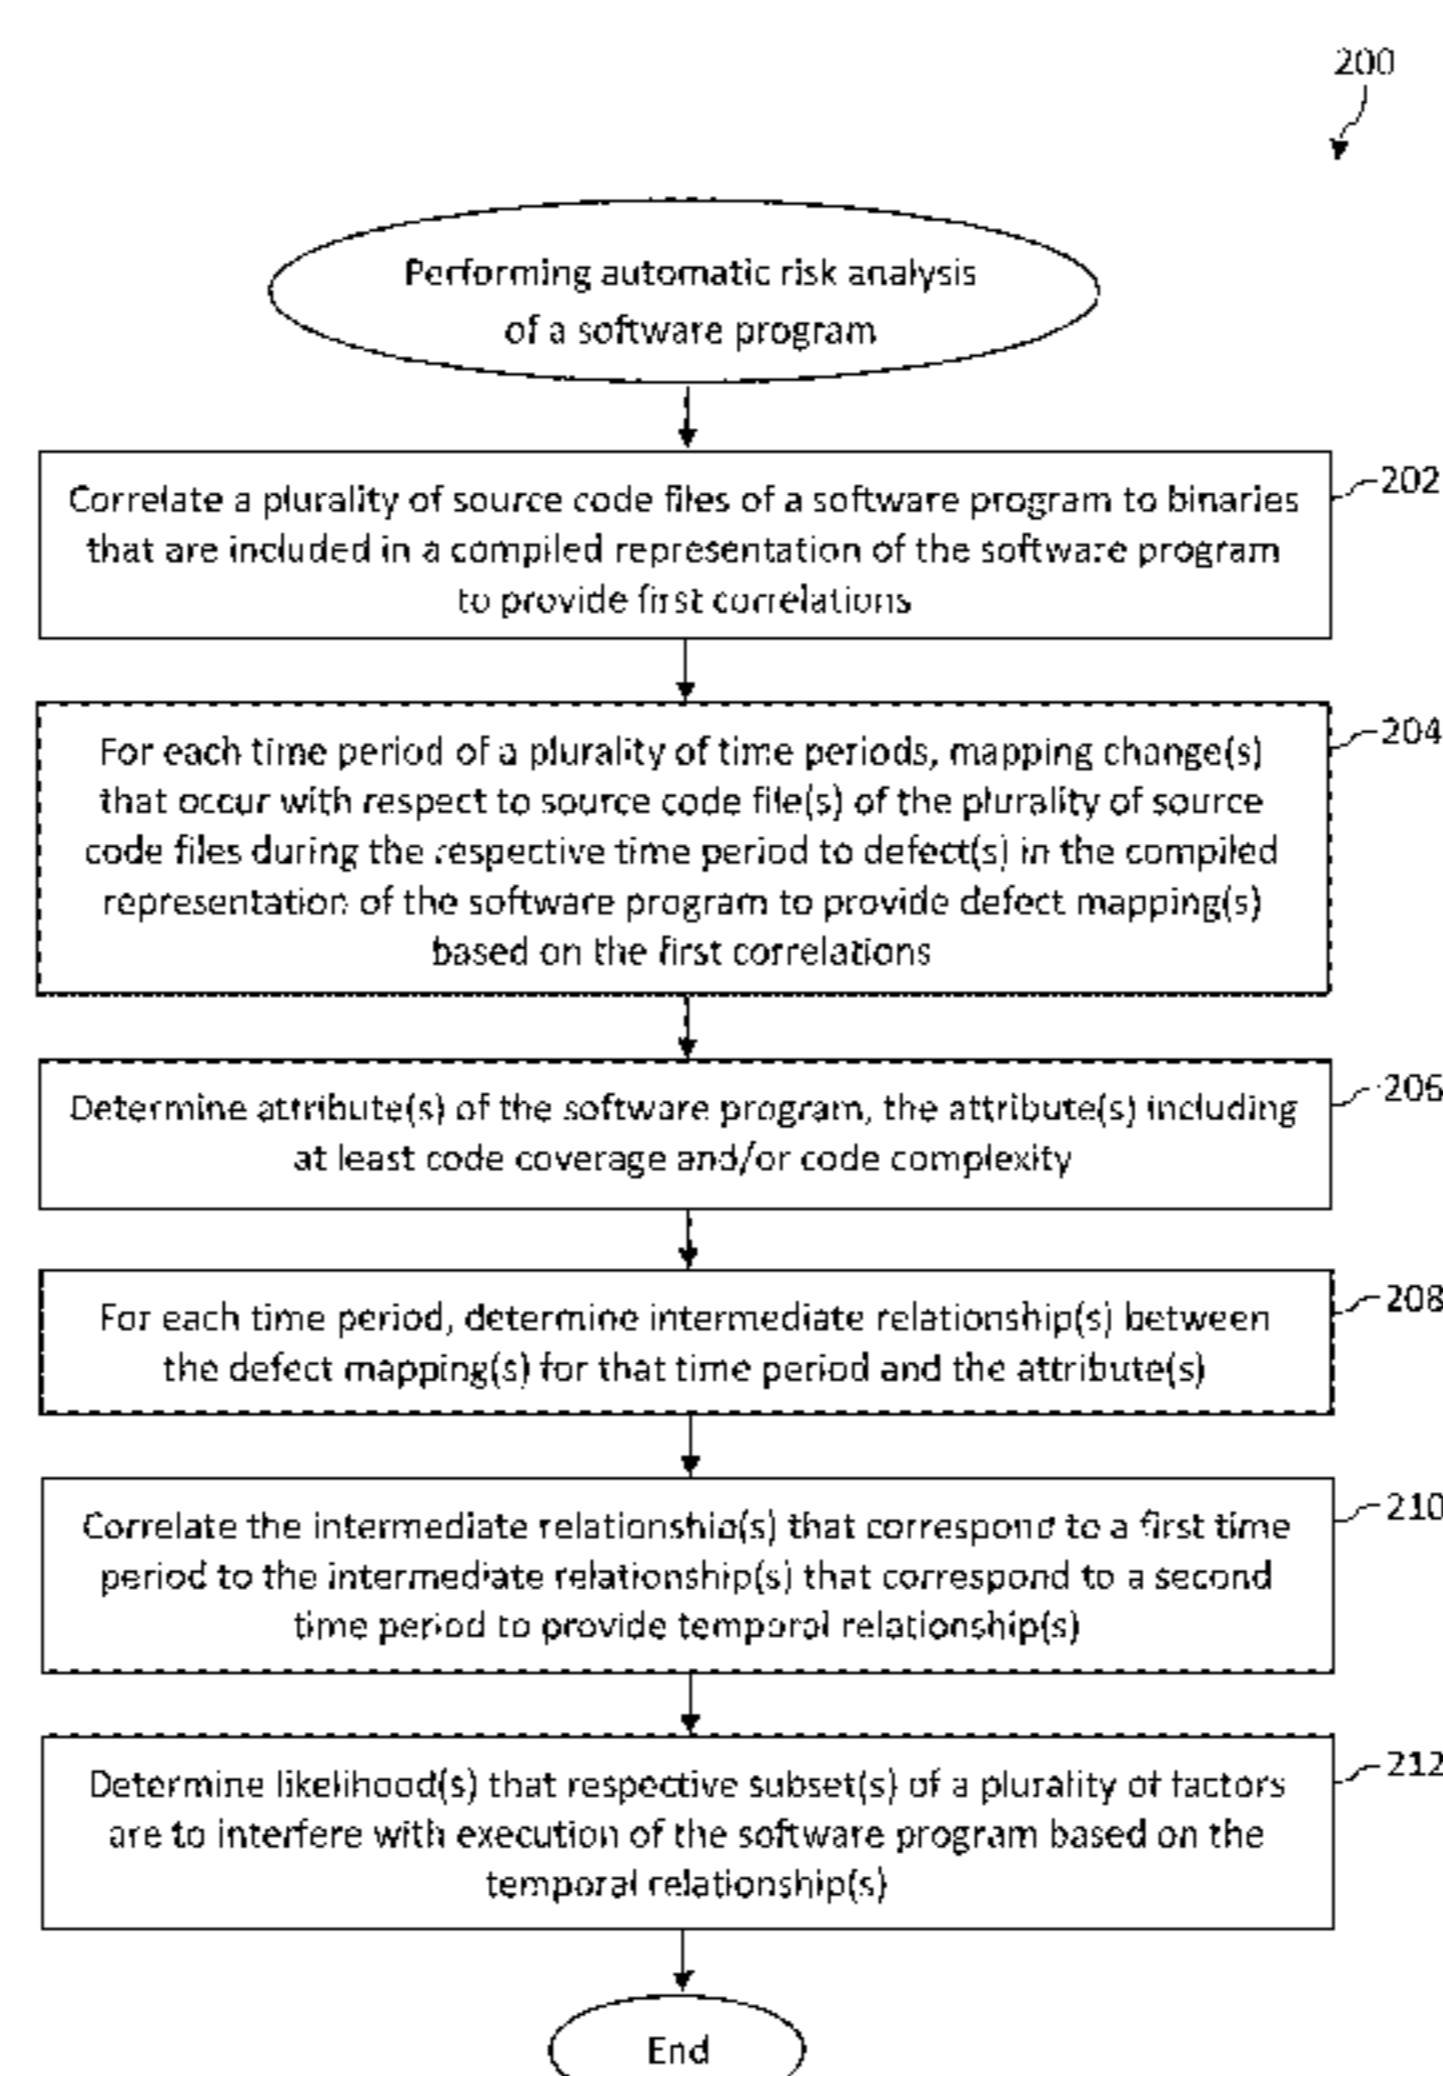 200
Performing automatic risk analysis
of a software program
202
Correlate a plurality of source code files of a software program to binaries
that are included in a compiled representation of the software program
to provide first correlations
204
For each time period of a plurality of time periods, mapping change(s)
that occur with respect to source code file(s) of the plurality of source
code files during the respective time period to defect(s) in the compiled
representation of the software program to provide defect mapping(s)
based on the first correlations
206
Determine attribute(s) of the software program, the attribute(s) including
at least code coverage and/or code complexity
208
For each time period, determine intermediate relationship(s) between
the defect mapping(s) for that time period and the attribute(s)
210
Correlate the intermediate relationship(s) that correspond to a first time
period to the intermediate relationship(s) that correspond to a second
time period to provide temporal relationship(s)
212
Determine likelihood(s) that respective subset(s) of a plurality of factors
are to interfere with execution of the software program based on the
temporal relationship(s)
End